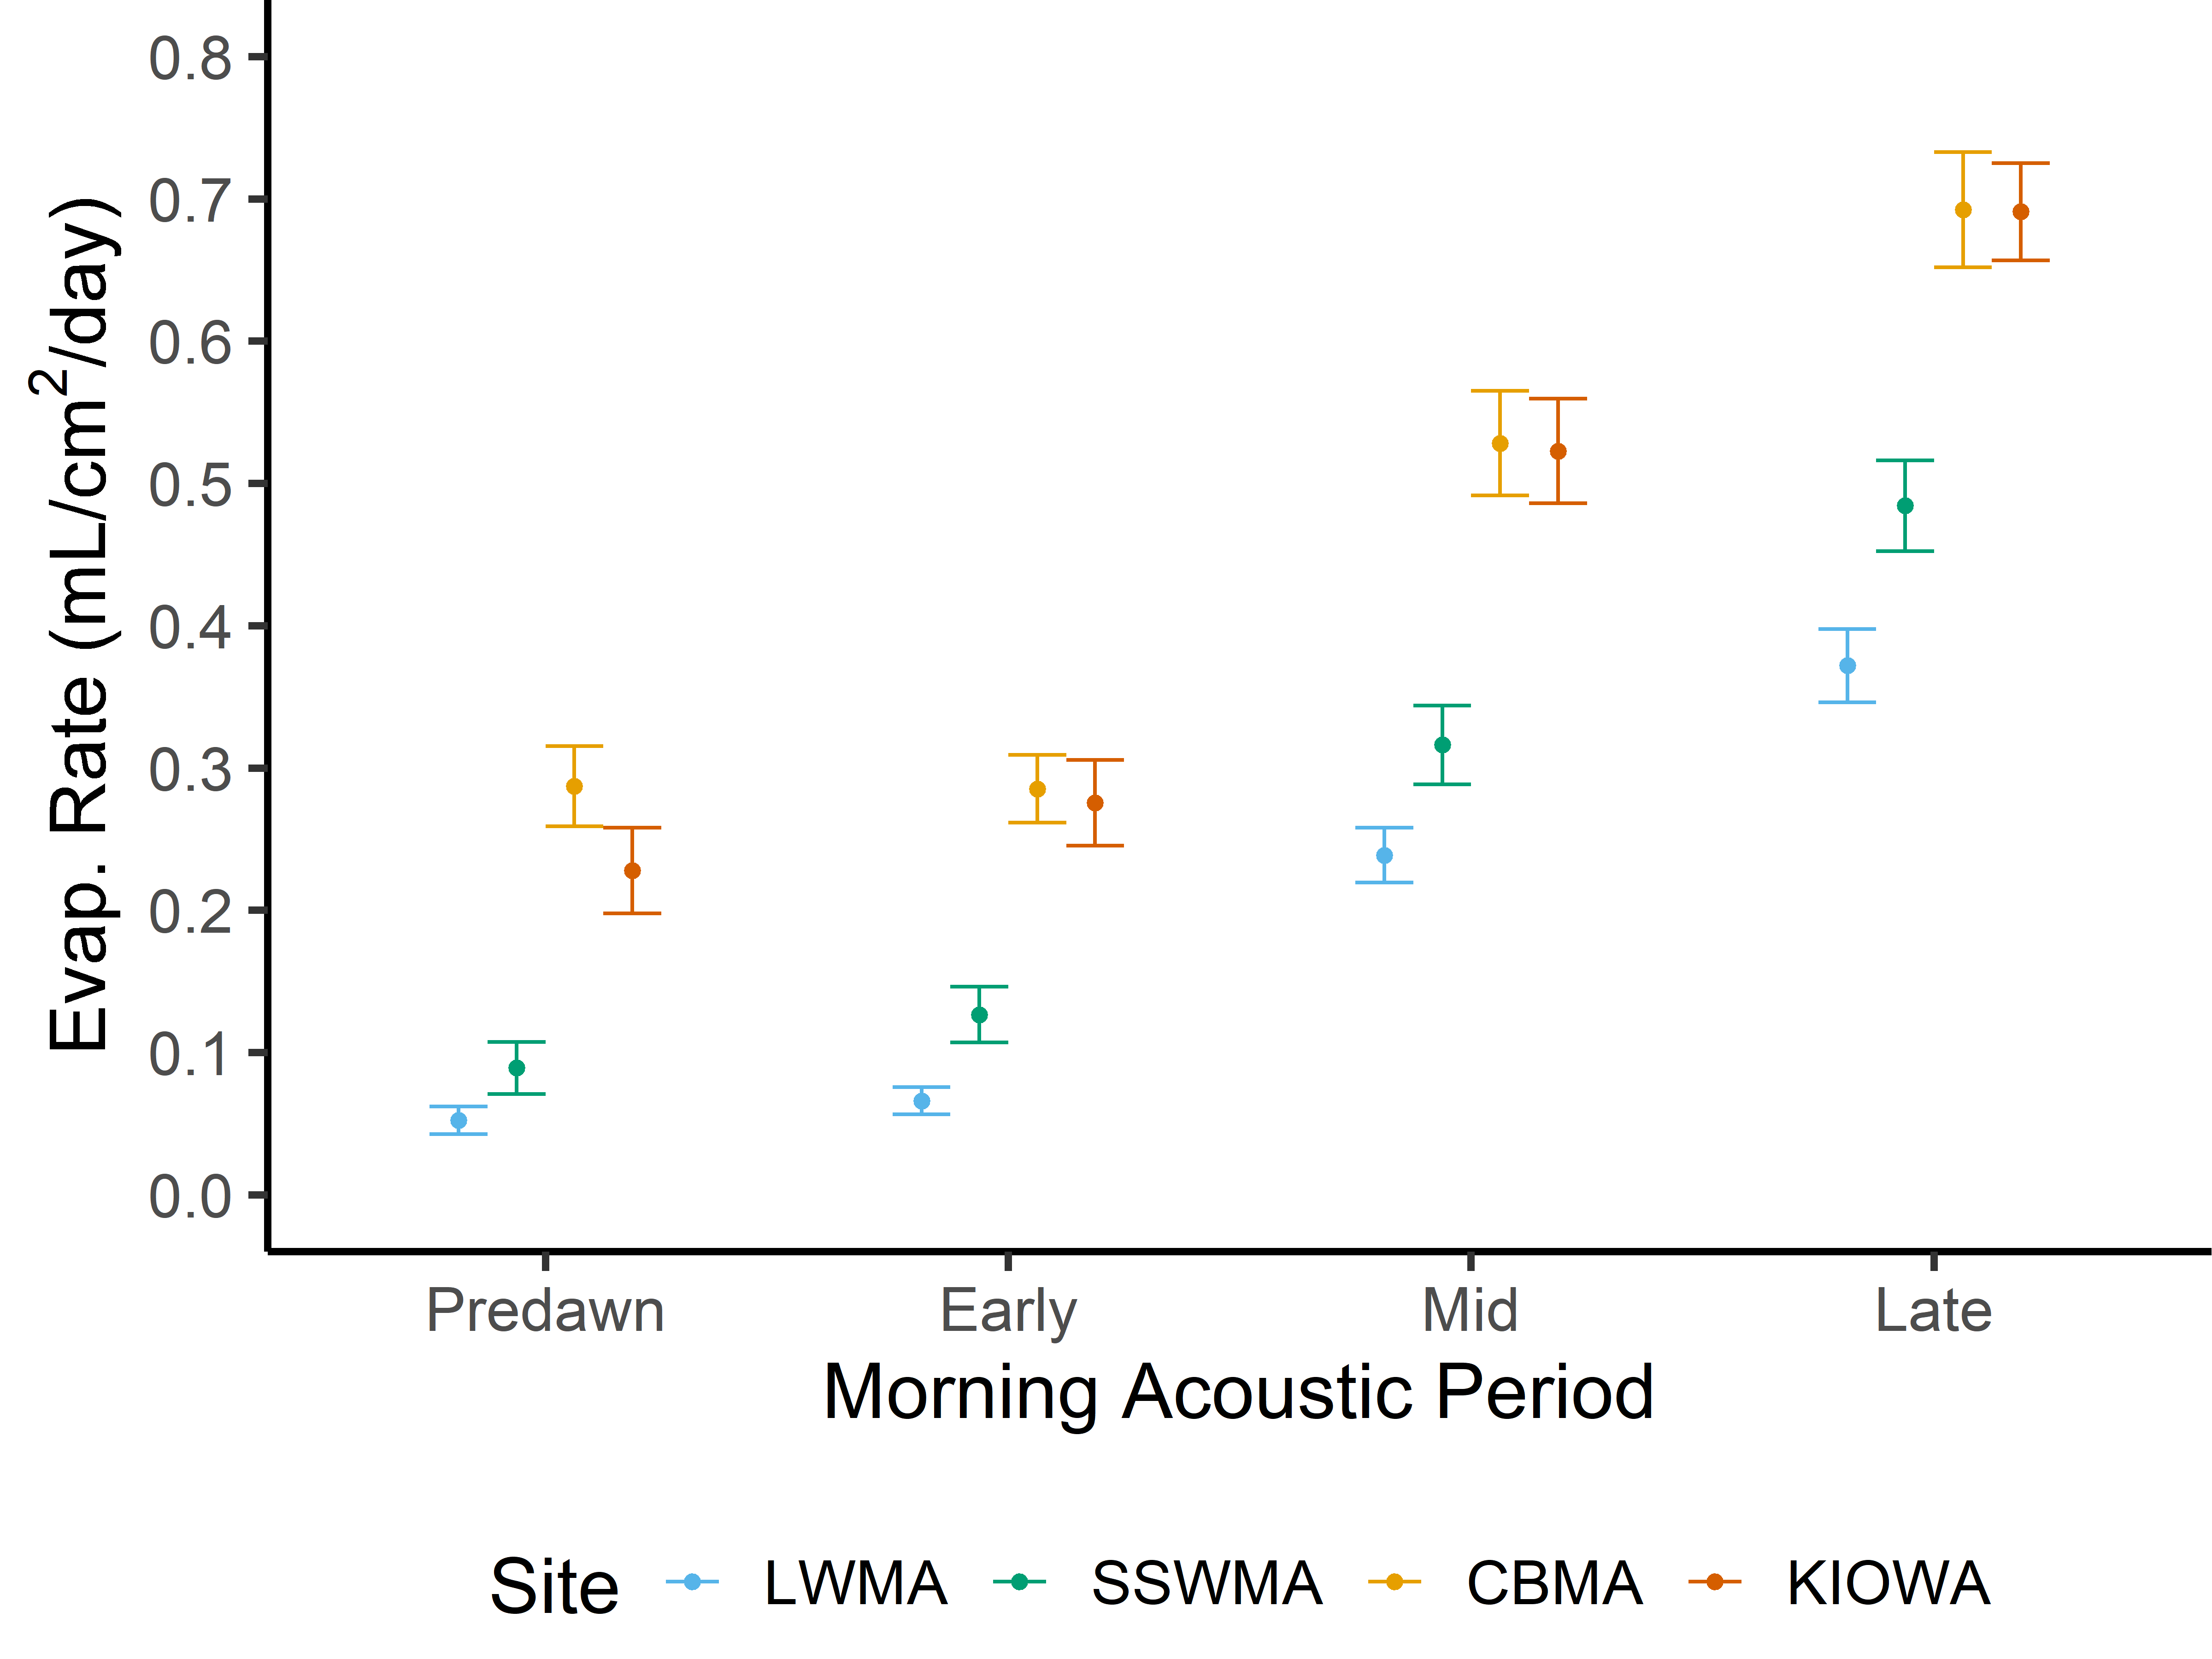 0.8
0.7
0.6
0.5
0.4
0.3
0.2
0.1
0.0
Evap. Rate (mL/cm²/day)
Predawn Early Mid Late
Morning Acoustic Period
Site LWMA SSWMA CBMA KIOWA